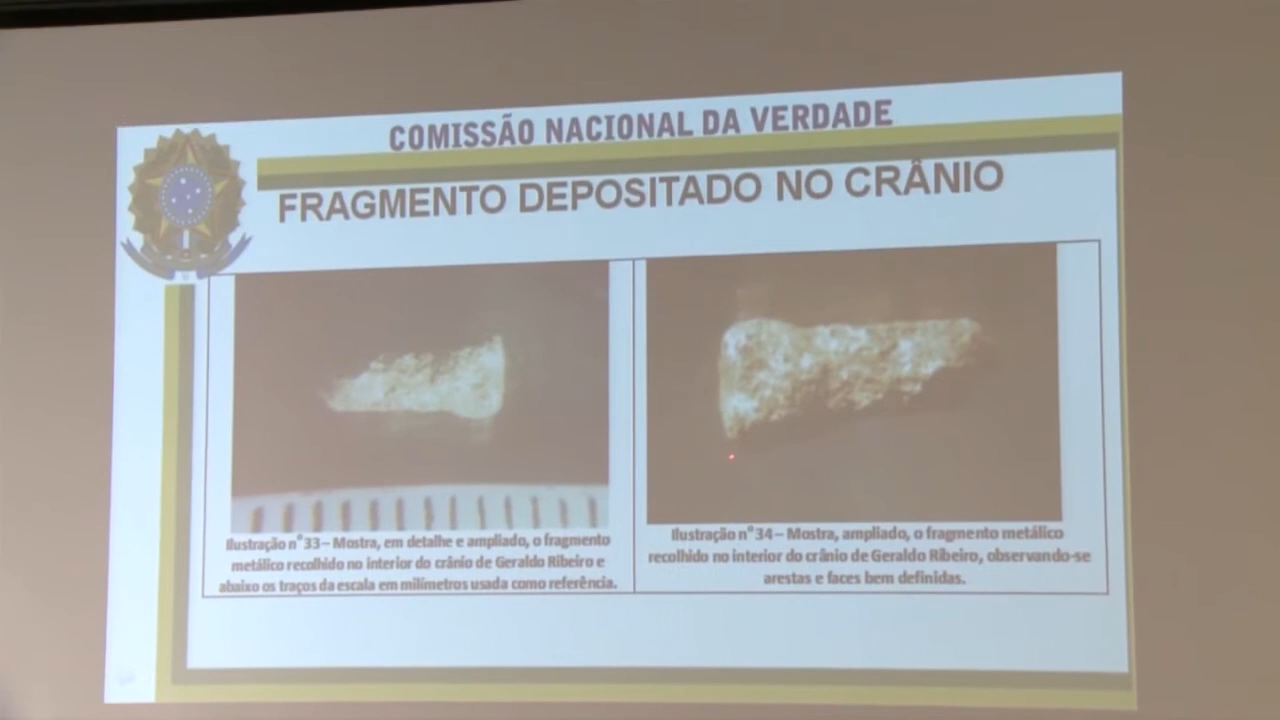 COMISSÃO NACIONAL DA VERDADE
FRAGMENTO DEPOSITADO NO CRÂNIO
Ilustração n°33 – Mostra, em detalhe e ampliado, o fragmento
metálico recolhido no interior do crânio de Geraldo Ribeiro e
abaixo os traços da escala em milímetros usada como referência.
Ilustração n°34 – Mostra, ampliado, o fragmento metálico
recolhido no interior do crânio de Geraldo Ribeiro, observando-se
arestas e faces bem definidas.